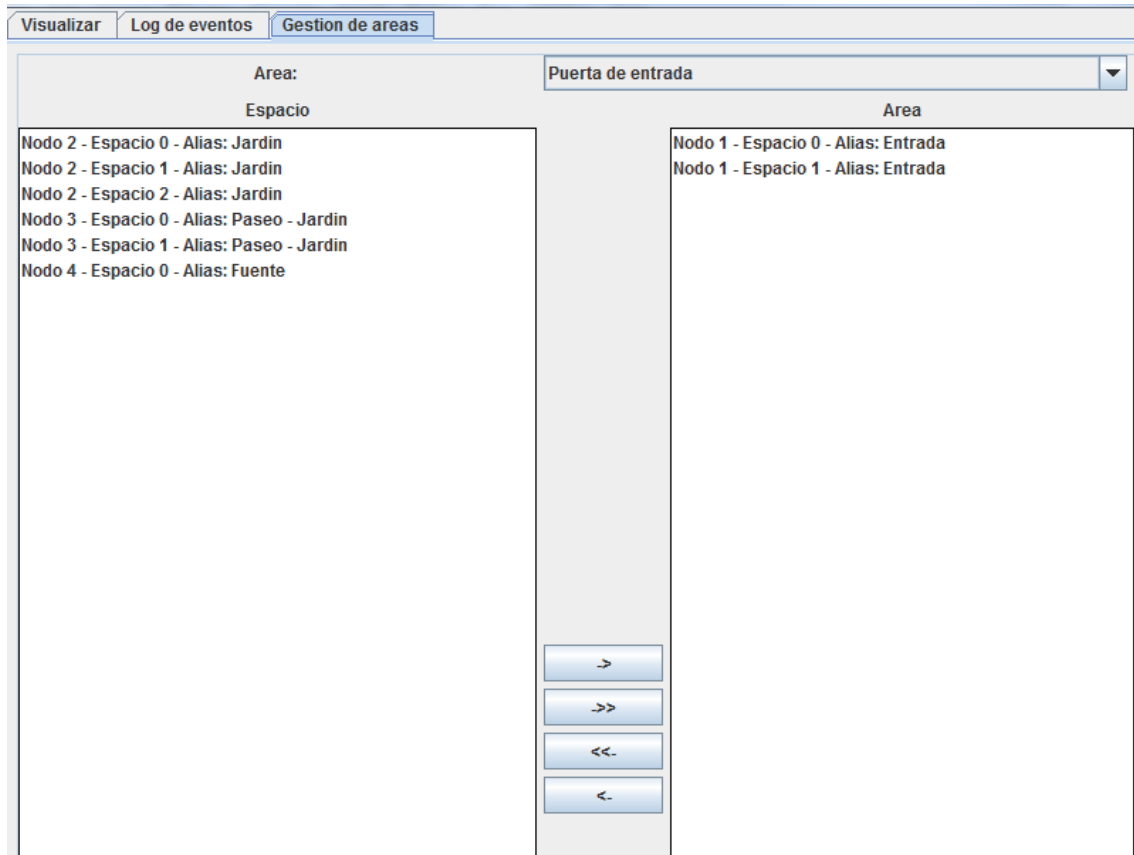 Visualizar Log de eventos Gestion de areas
Area: Puerta de entrada
Espacio Area
Nodo 2 - Espacio 0 - Alias: Jardin
Nodo 2 - Espacio 1 - Alias: Jardin
Nodo 2 - Espacio 2 - Alias: Jardin
Nodo 3 - Espacio 0 - Alias: Paseo - Jardin
Nodo 3 - Espacio 1 - Alias: Paseo - Jardin
Nodo 4 - Espacio 0 - Alias: Fuente
Nodo 1 - Espacio 0 - Alias: Entrada
Nodo 1 - Espacio 1 - Alias: Entrada
->
->>
<<-
<-